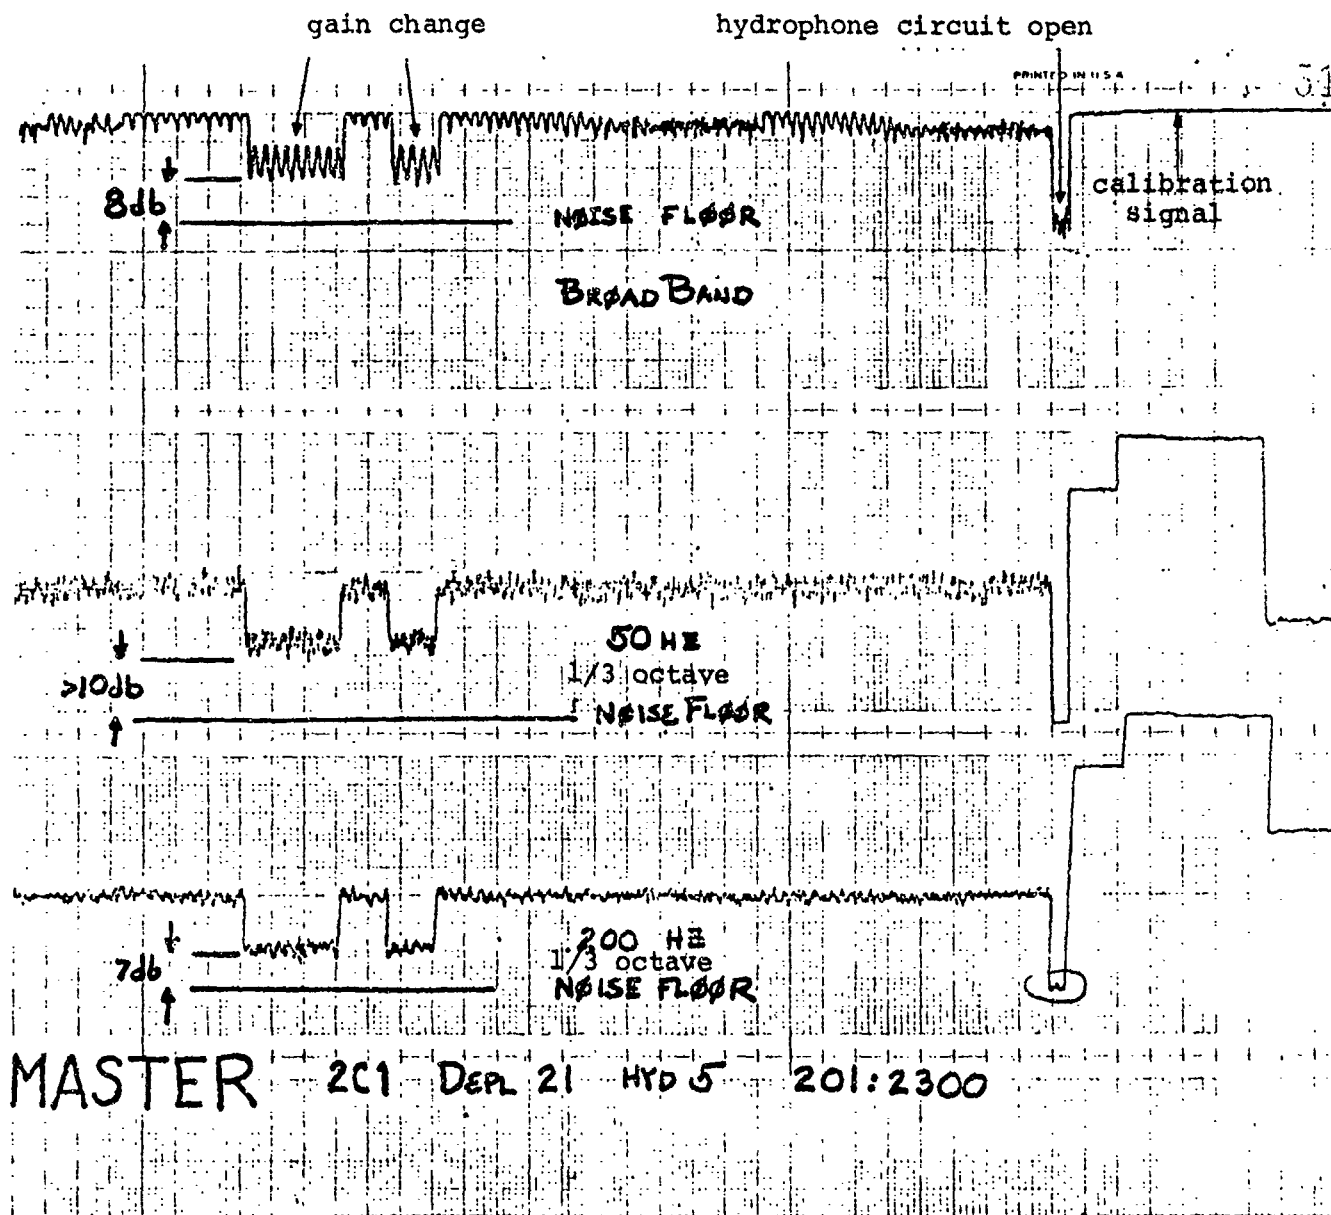 gain change
hydrophone circuit open
PRINTED IN U.S.A
51
calibration
signal
8db
NØISE FLØØR
BRØAD BAND
50 HZ
1/3 octave
>10db
NØISE FLØØR
200 HZ
1/3 octave
7db
NØISE FLØØR
MASTER 2C1 DEPL 21 HYD 5 201:2300